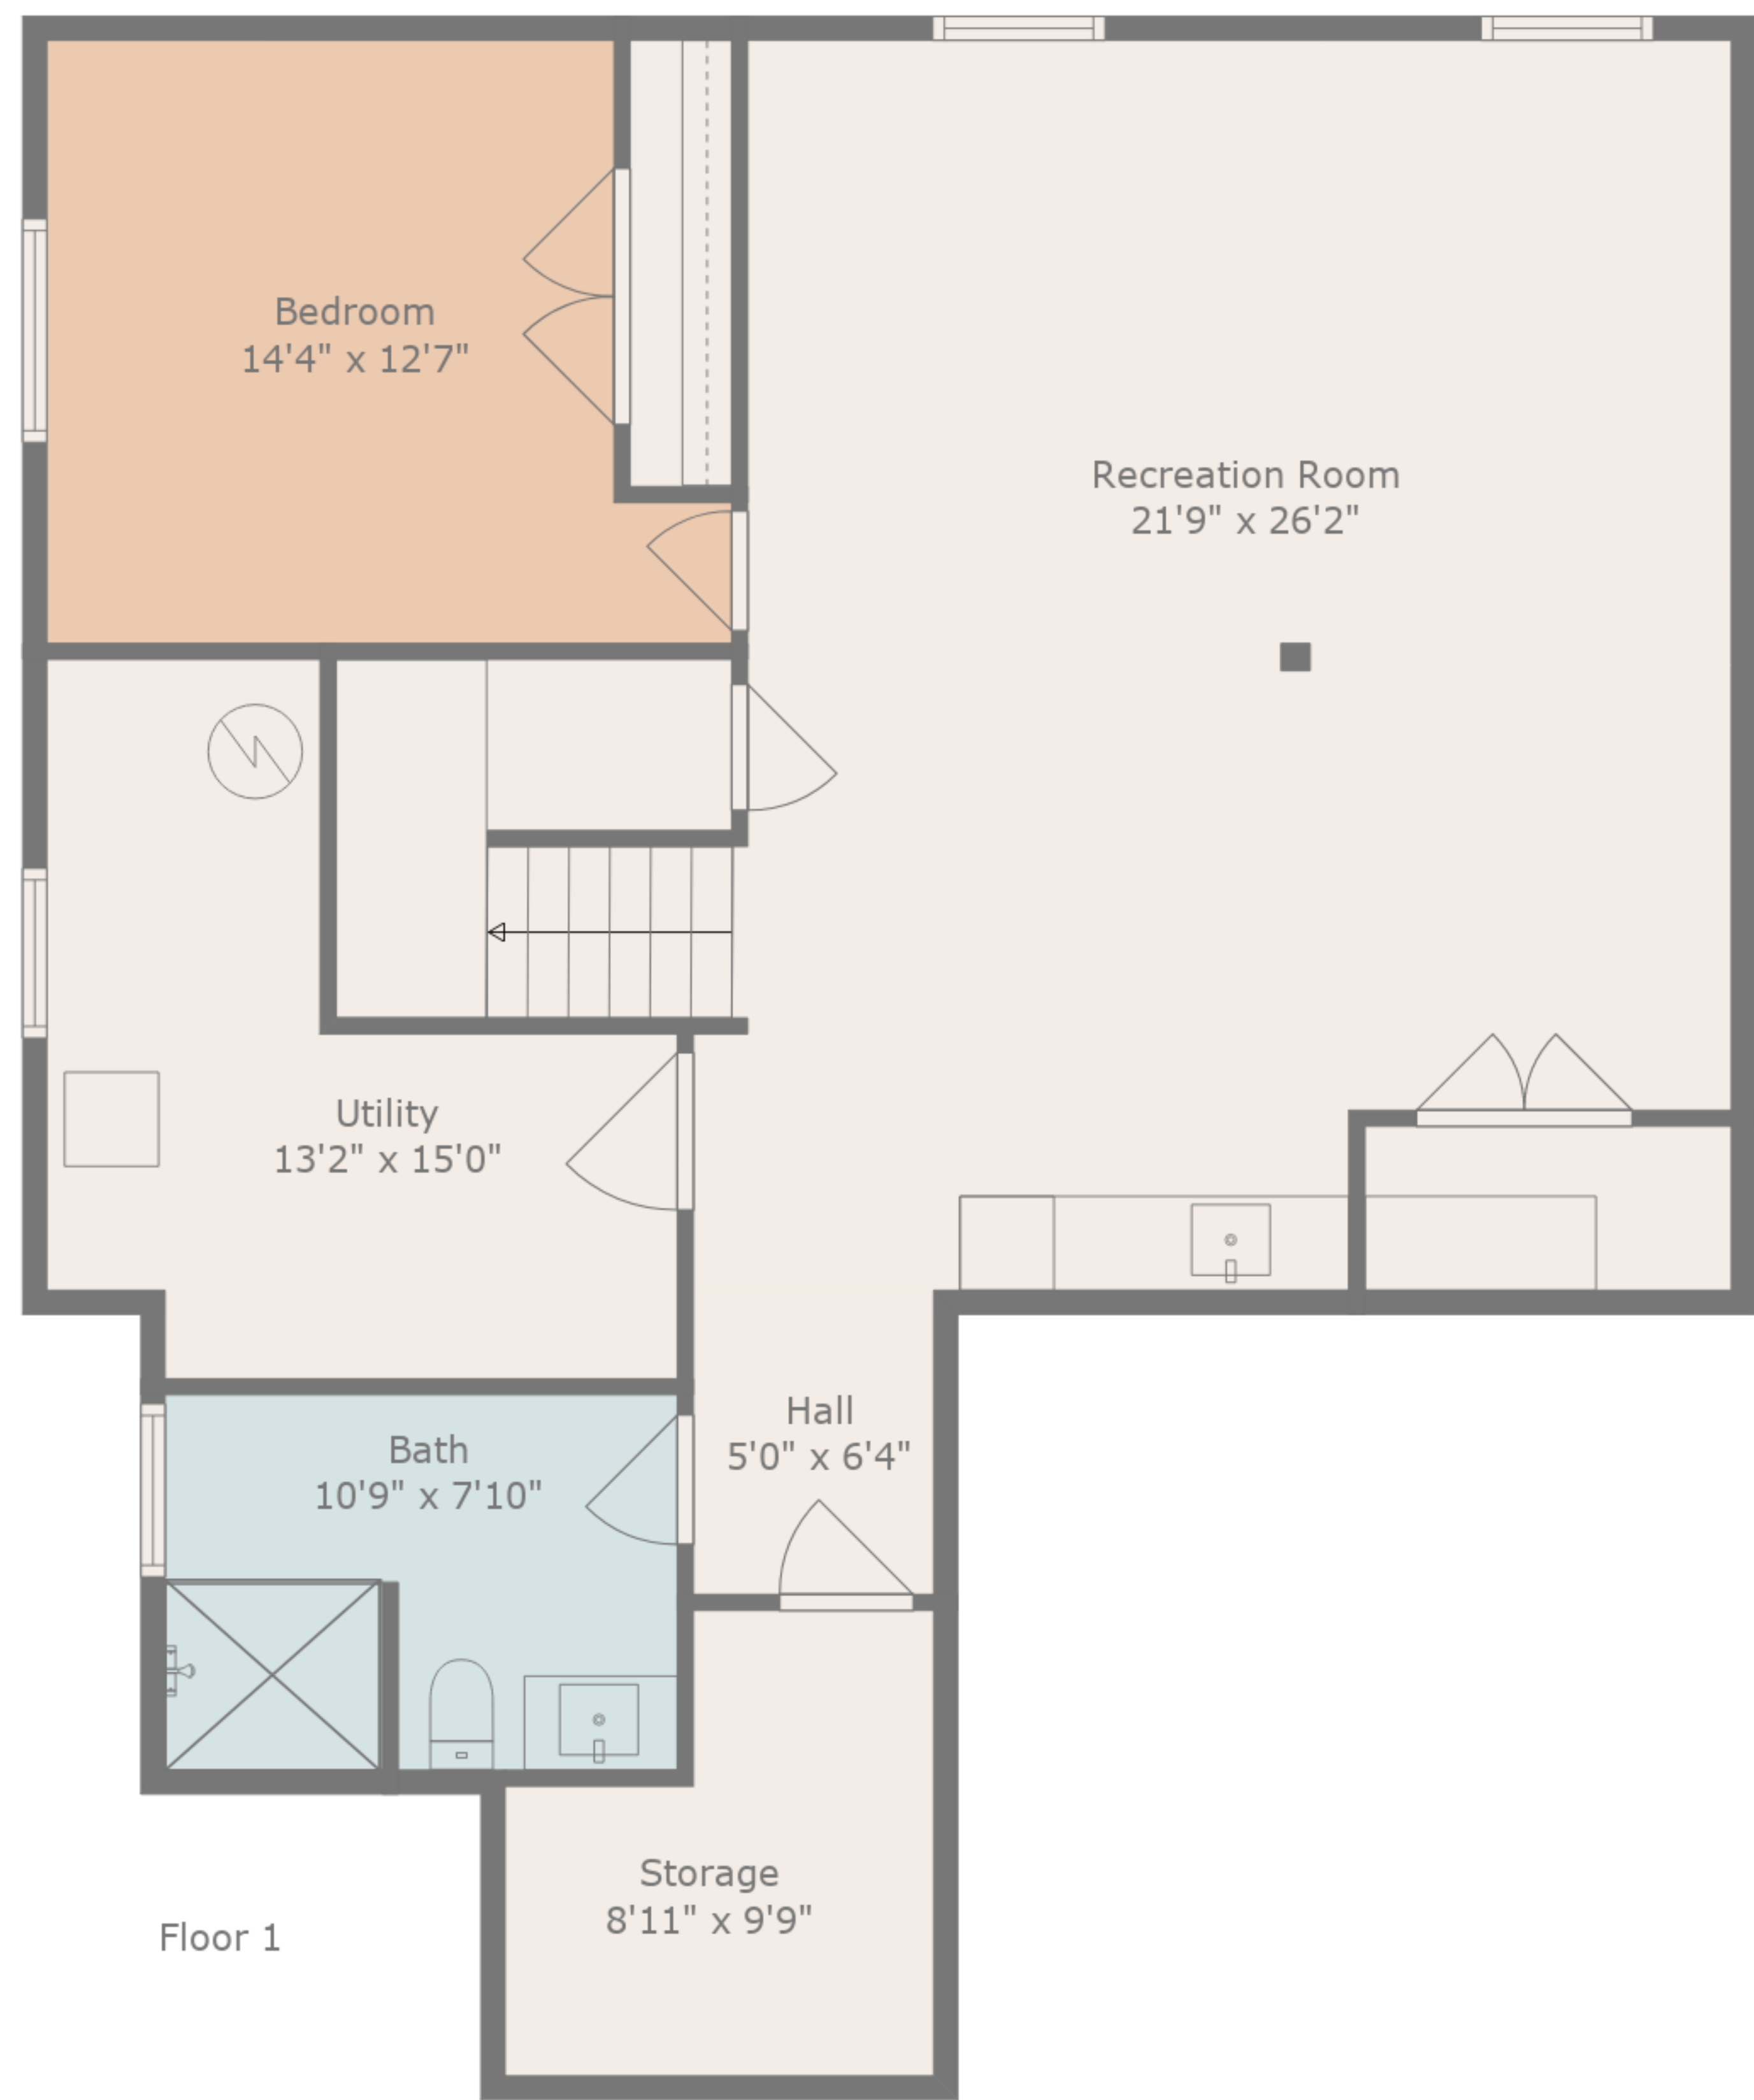 Bedroom
14'4" x 12'7"
Recreation Room
21'9" x 26'2"
Utility
13'2" x 15'0"
Hall
5'0" x 6'4"
Bath
10'9" x 7'10"
Storage
8'11" x 9'9"
Floor 1